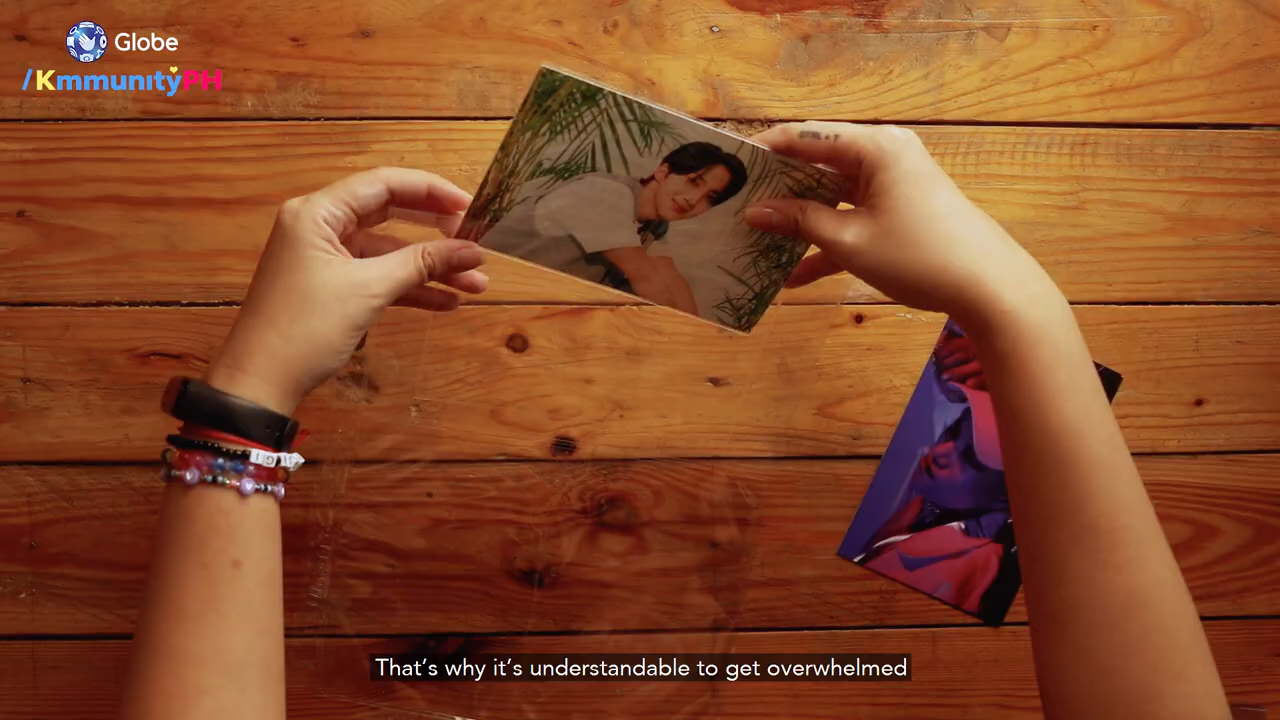 Globe
/KmmunityPH
That's why it's understandable to get overwhelmed